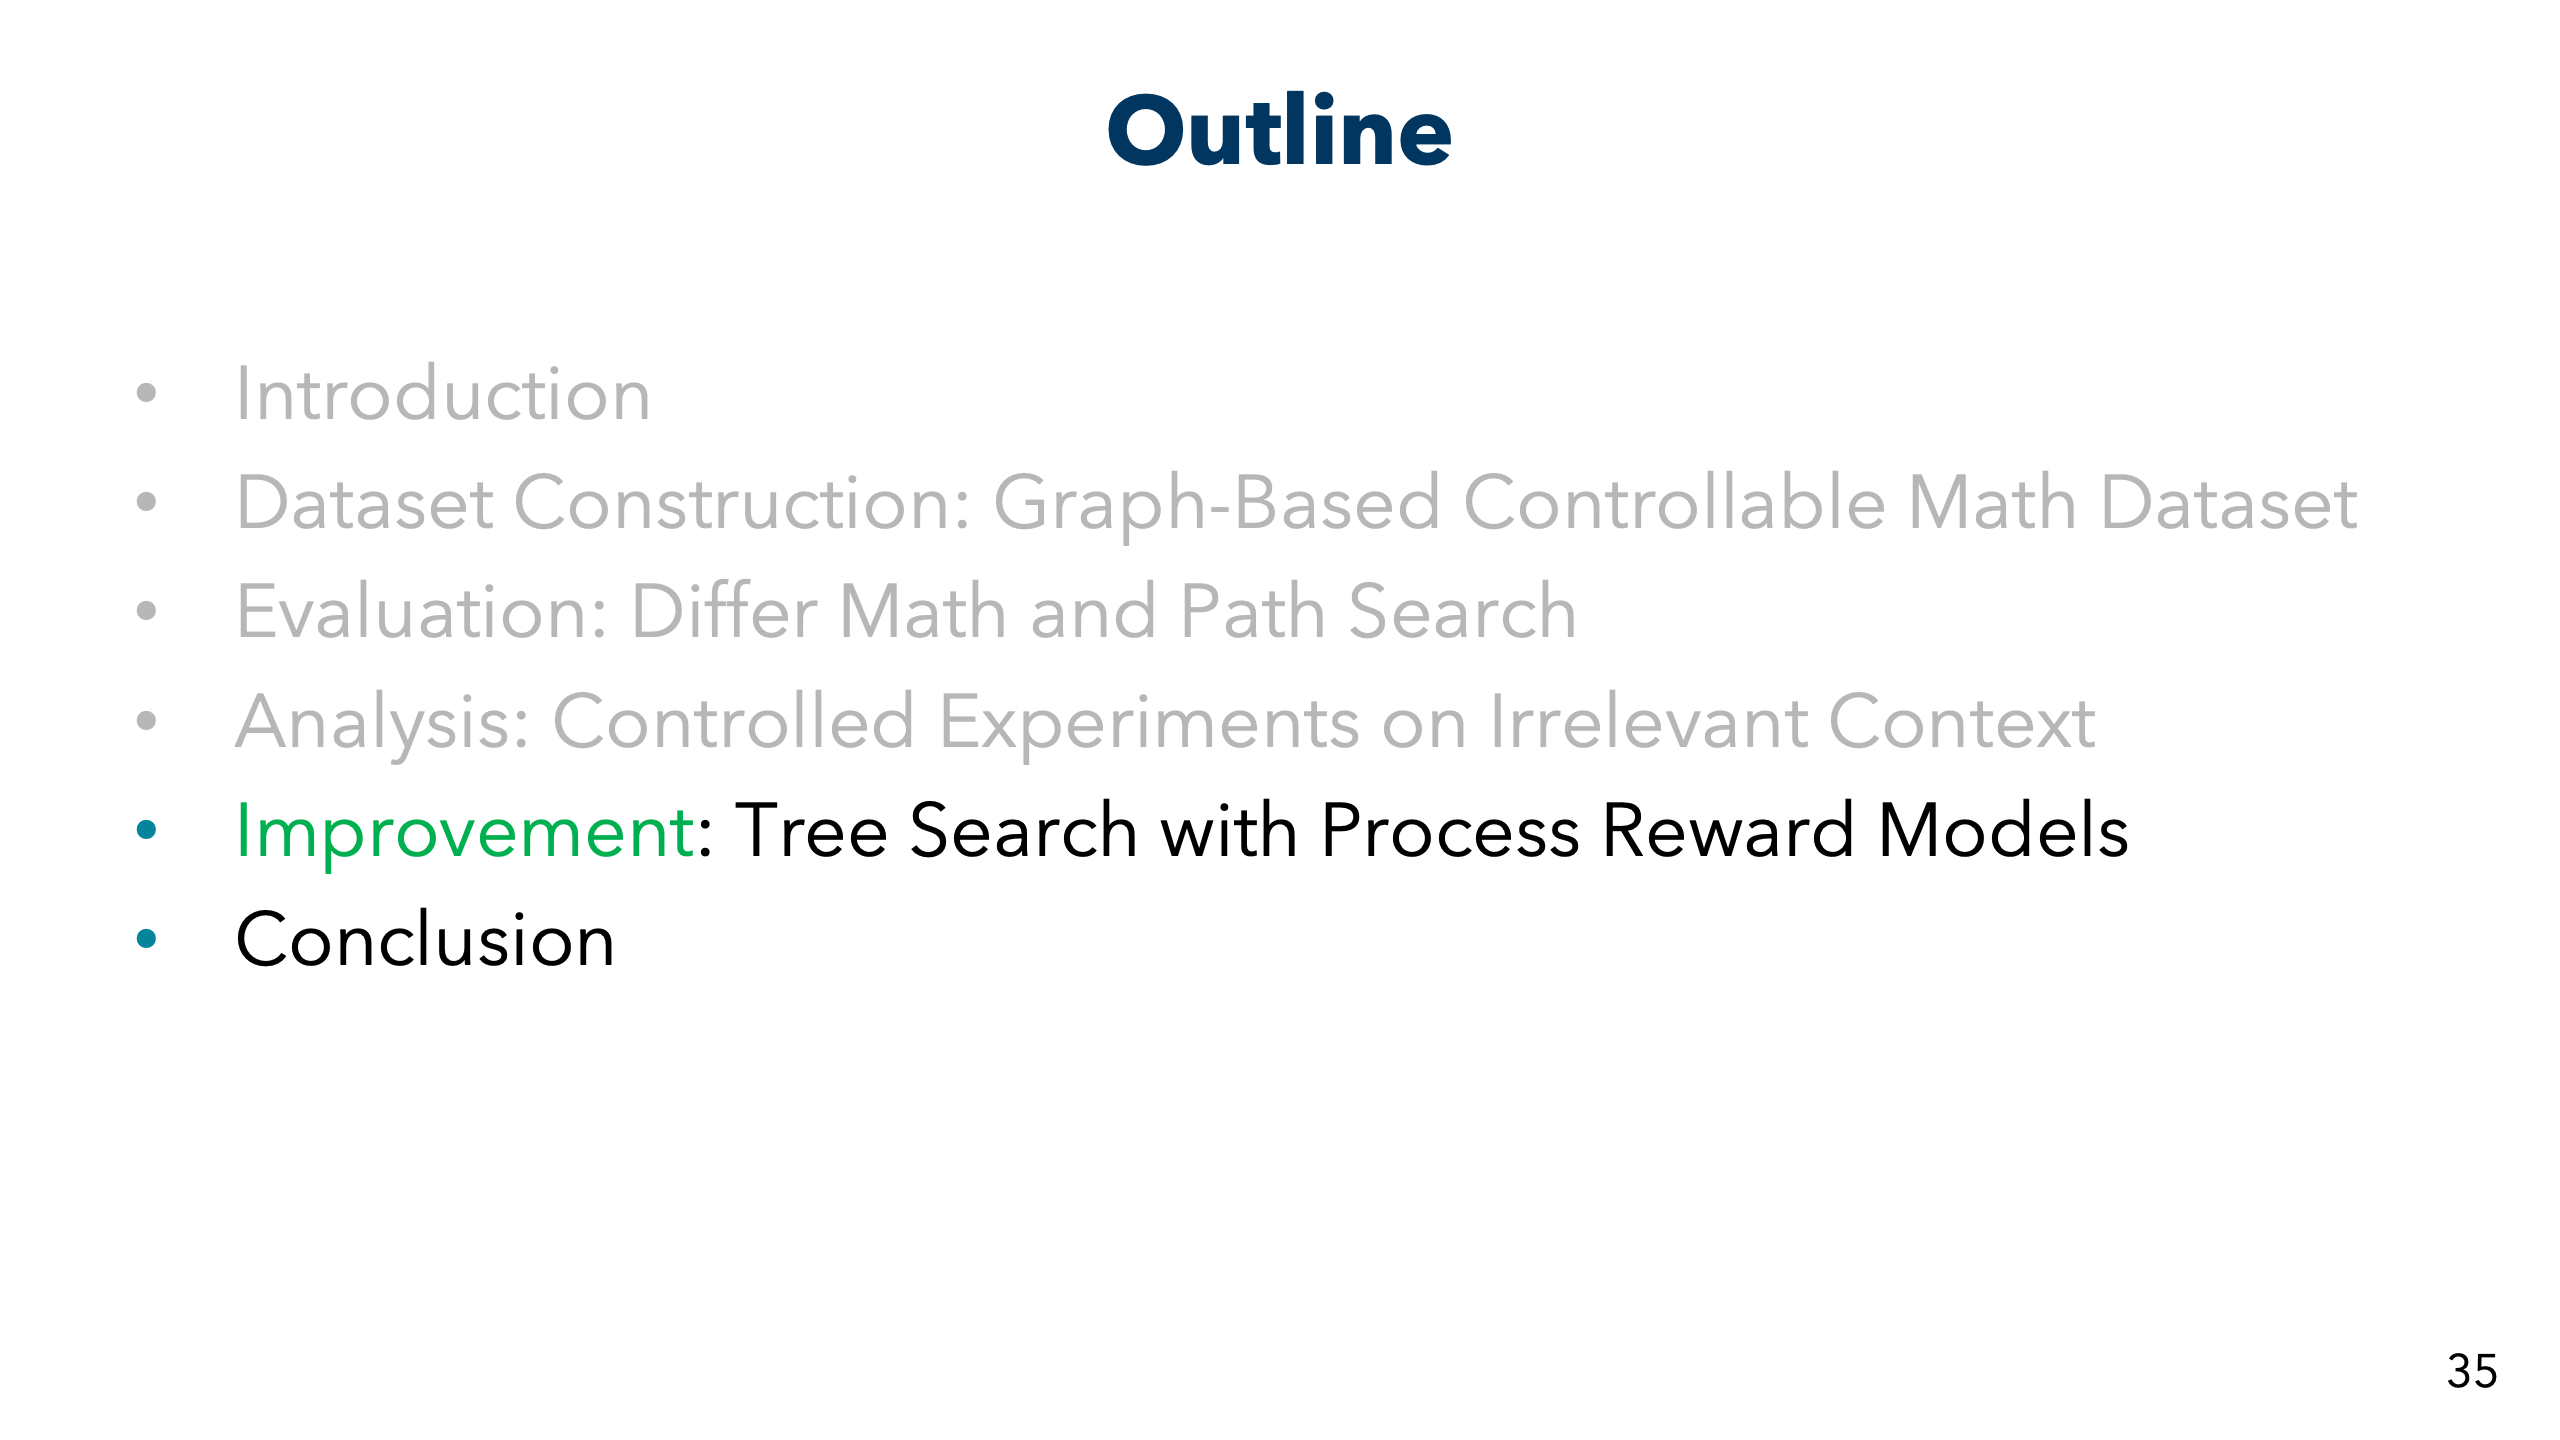 Outline
• Introduction
• Dataset Construction: Graph-Based Controllable Math Dataset
• Evaluation: Differ Math and Path Search
• Analysis: Controlled Experiments on Irrelevant Context
• Improvement: Tree Search with Process Reward Models
• Conclusion
35